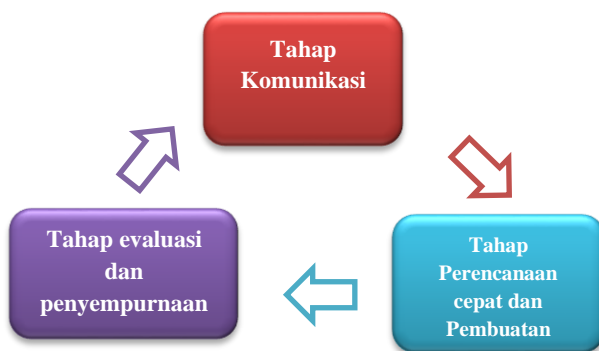 Tahap
Komunikasi
Tahap
Perencanaan
cepat dan
Pembuatan
Tahap evaluasi
dan
penyempurnaan